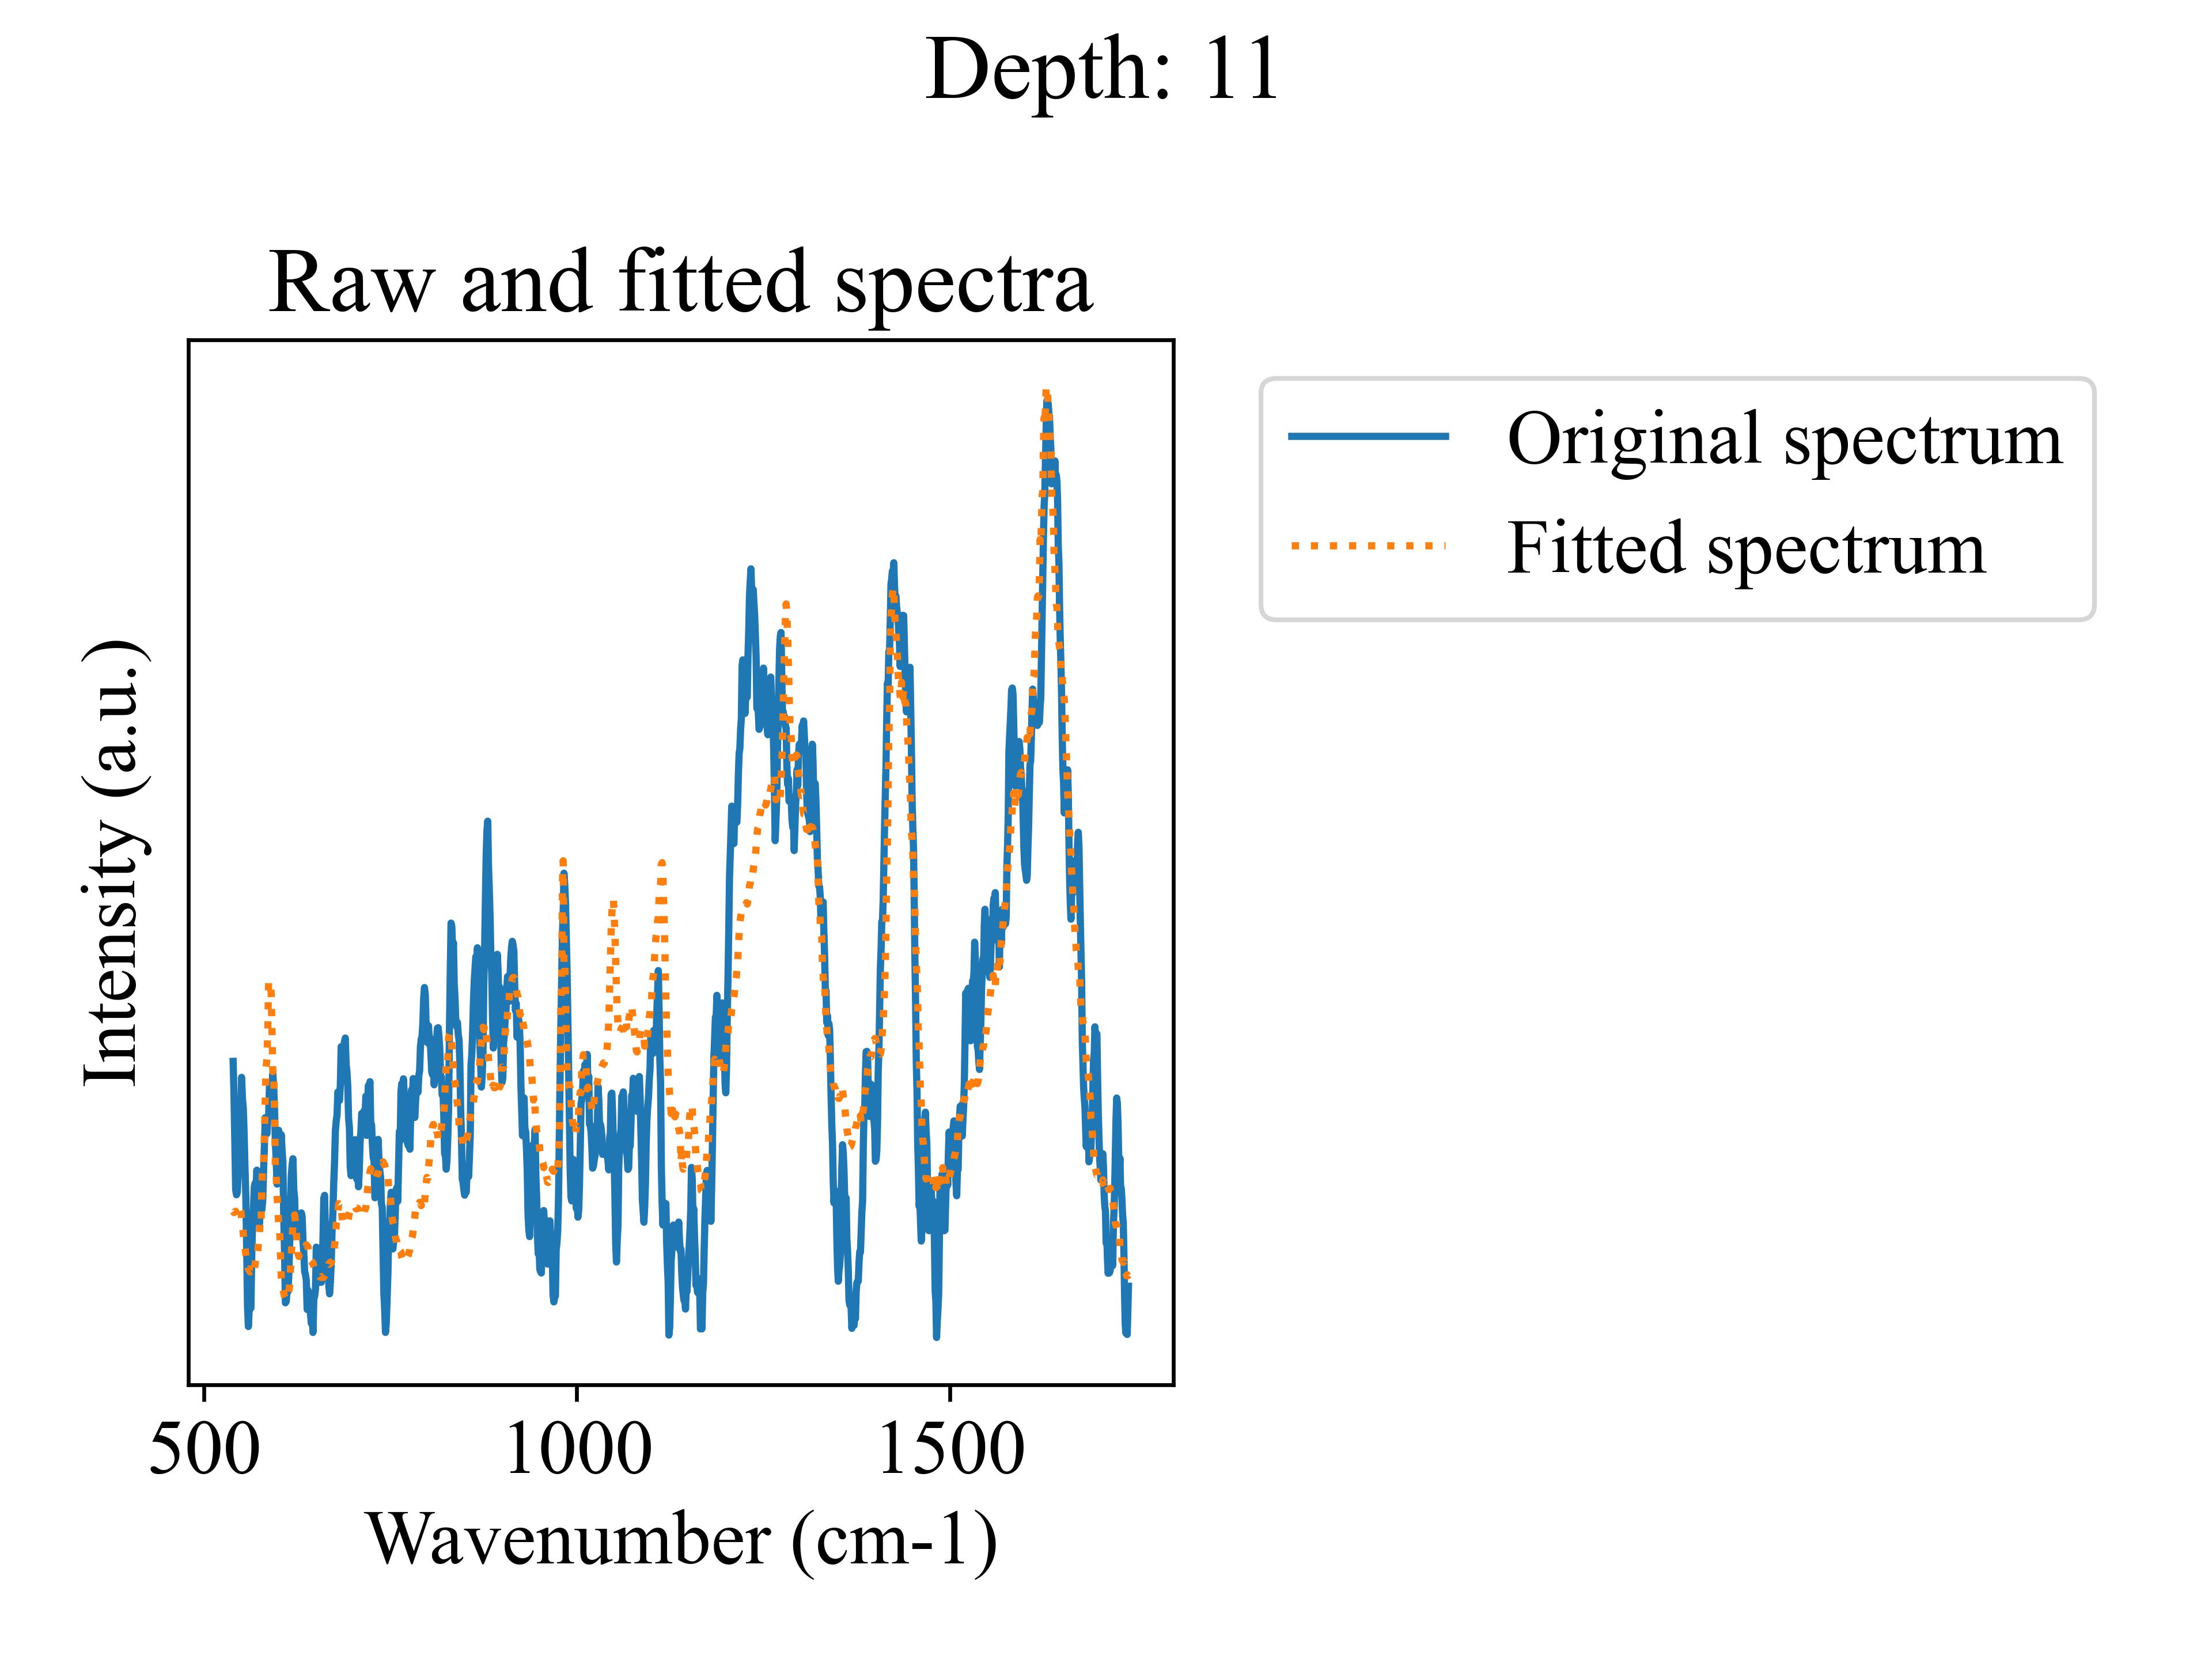 Depth: 11
Raw and fitted spectra
Original spectrum
Fitted spectrum
Intensity (a.u.)
500 1000 1500
Wavenumber (cm-1)